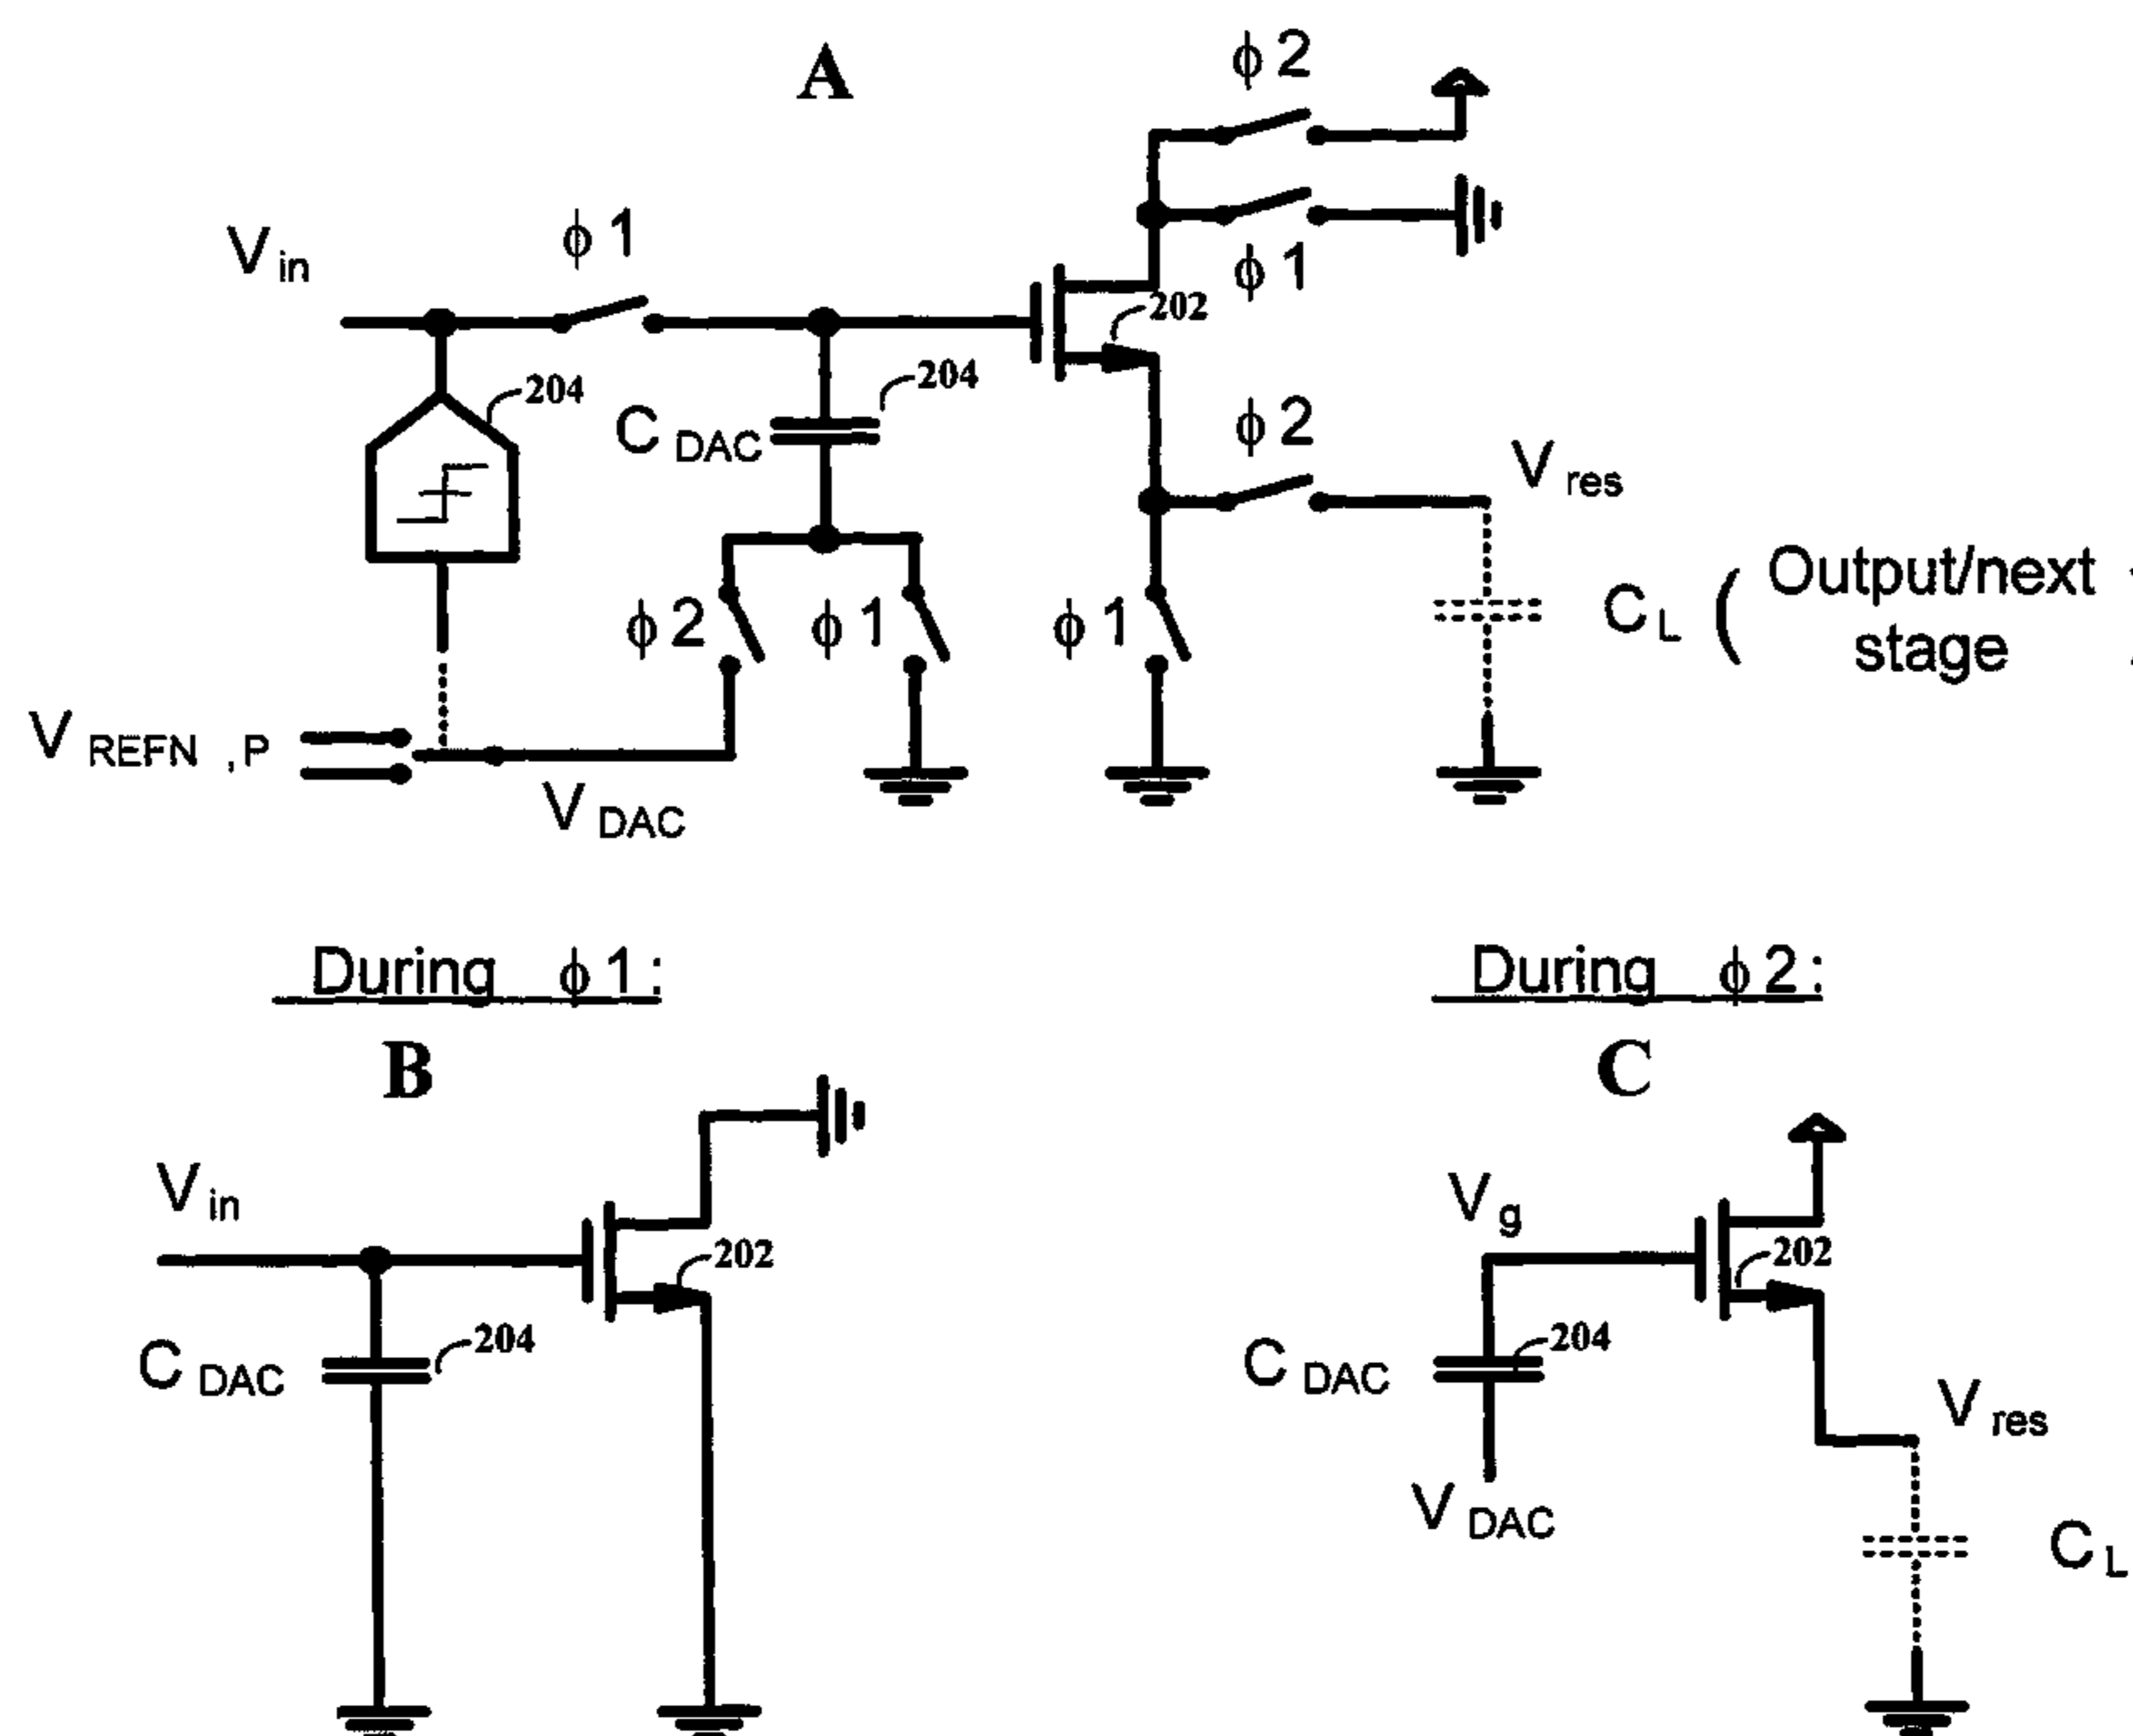 A
ϕ2
V in
ϕ1
ϕ1
202
204
204
C DAC
ϕ2
V res
ϕ2
ϕ1
ϕ1
C L ( Output/next stage
V REFN , P
V DAC
During ϕ1:
During ϕ2:
B
C
V in
V g
202
202
C DAC
204
C DAC
204
V res
V DAC
C L